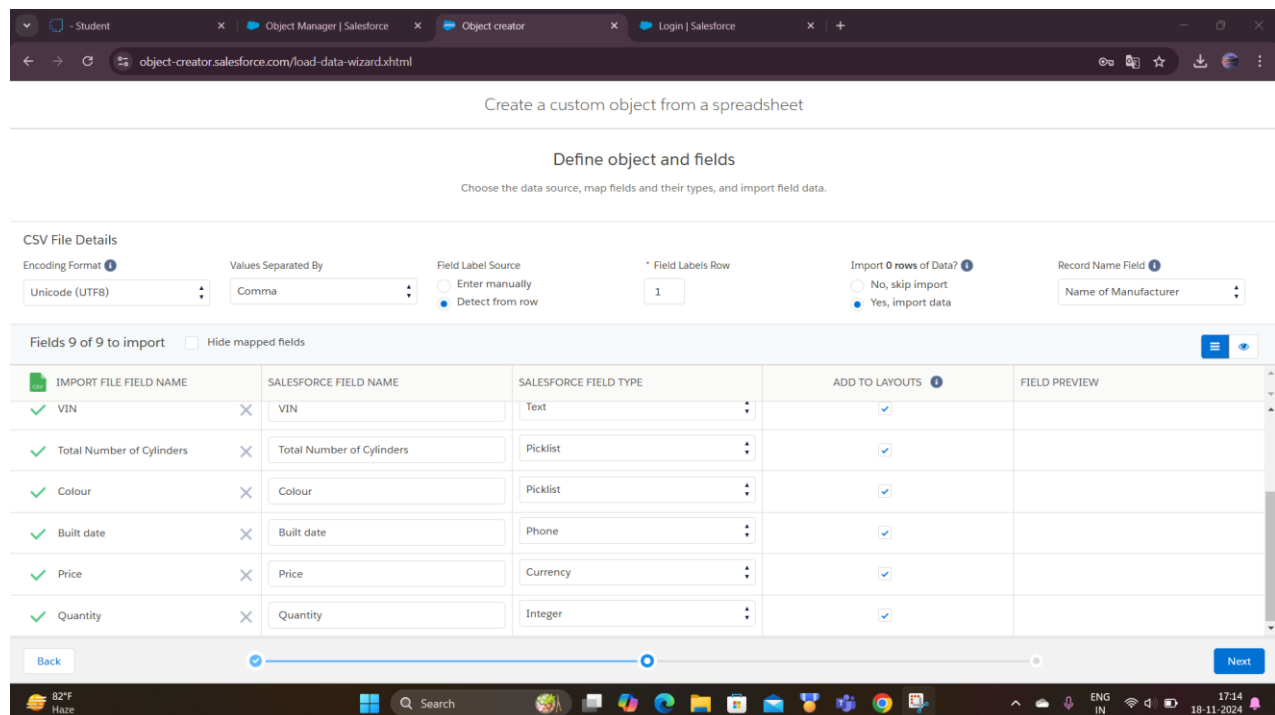 - Student
Object Manager | Salesforce
Object creator
Login | Salesforce
object-creator.salesforce.com/load-data-wizard.xhtml
Create a custom object from a spreadsheet
Define object and fields
Choose the data source, map fields and their types, and import field data.
CSV File Details
Encoding Format
Values Separated By
Field Label Source
* Field Labels Row
Import 0 rows of Data?
Record Name Field
Unicode (UTF8)
Comma
Enter manually
Detect from row
1
No, skip import
Yes, import data
Name of Manufacturer
Fields 9 of 9 to import
Hide mapped fields
CSV
IMPORT FILE FIELD NAME
SALESFORCE FIELD NAME
SALESFORCE FIELD TYPE
ADD TO LAYOUTS
FIELD PREVIEW
VIN
VIN
Text
Total Number of Cylinders
Total Number of Cylinders
Picklist
Colour
Colour
Picklist
Built date
Built date
Phone
Price
Price
Currency
Quantity
Quantity
Integer
Back
Next
82°F
Haze
Search
ENG
IN
17:14
18-11-2024